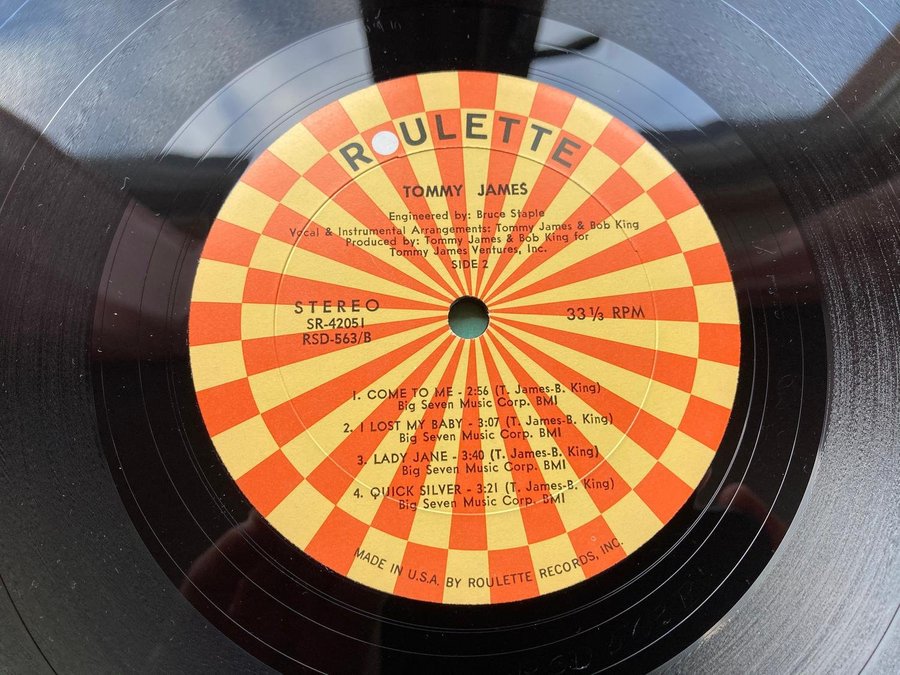 ROULETTE
TOMMY JAMES
Engineered by: Bruce Staple
Vocal & Instrumental Arrangements: Tommy James & Bob King
Produced by: Tommy James & Bob King for
Tommy James Ventures, Inc.
SIDE 2
STEREO
SR-42051
RSD-563/B
33 1/3 RPM
1. COME TO ME - 2:56 (T. James-B. King)
Big Seven Music Corp. BMI
2. I LOST MY BABY - 3:07 (T. James-B. King)
Big Seven Music Corp. BMI
3. LADY JANE - 3:40 (T. James-B. King)
Big Seven Music Corp. BMI
4. QUICK SILVER - 3:21 (T. James-B. King)
Big Seven Music Corp. BMI
MADE IN U.S.A. BY ROULETTE RECORDS, INC.